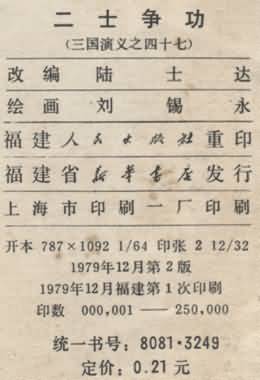 二士争功
(三国演义之四十七)
改编 陆士达
绘画 刘锡永
福建人民出版社重印
福建省新华书店发行
上海市印刷一厂印刷
开本 787×1092 1/64 印张 2 12/32
1979年12月第2版
1979年12月福建第1次印刷
印数 000,001——250,000
统一书号：8081·3249
定价：0.21元